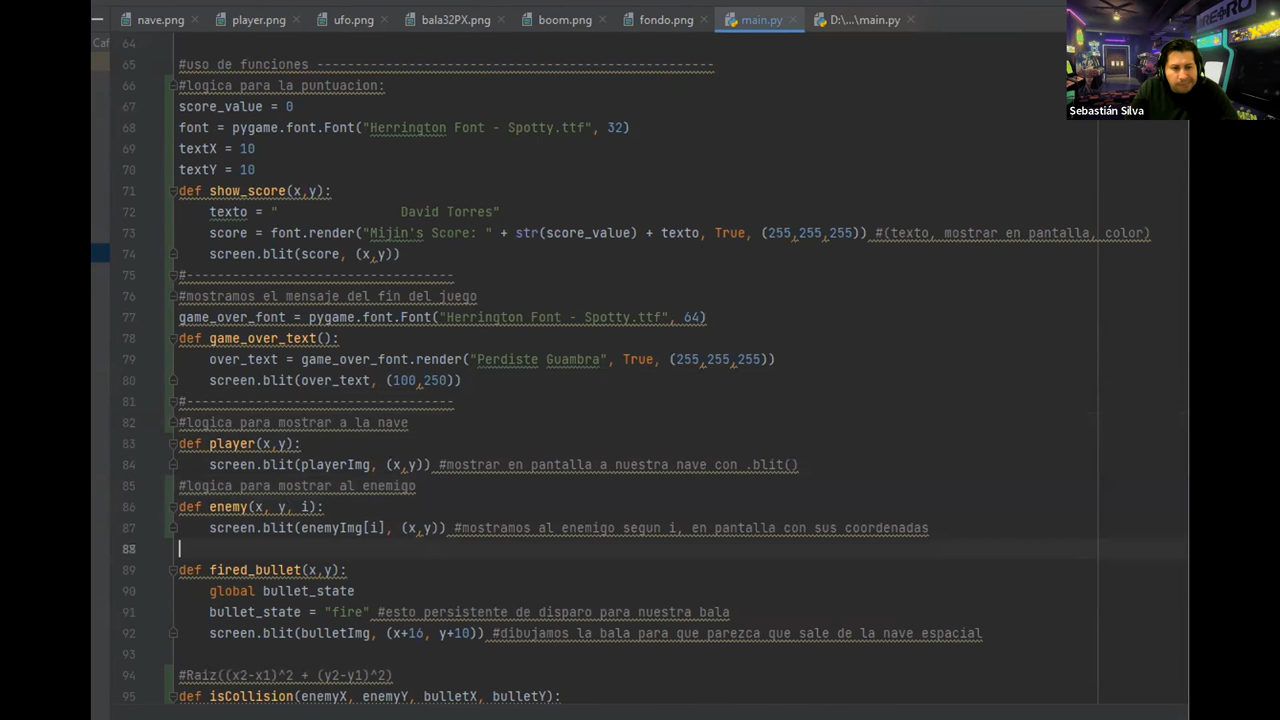 nave.png
player.png
ufo.png
bala32PX.png
boom.png
fondo.png
main.py
D:\...\main.py
Caf
Sebastián Silva
64
65 #uso de funciones ----------------------------------------------------
66 #logica para la puntuacion:
67 score_value = 0
68 font = pygame.font.Font("Herrington Font - Spotty.ttf", 32)
69 textX = 10
70 textY = 10
71 def show_score(x,y):
72 texto = "                David Torres"
73 score = font.render("Mijin's Score: " + str(score_value) + texto, True, (255,255,255)) #(texto, mostrar en pantalla, color)
74 screen.blit(score, (x,y))
75 #-----------------------------------
76 #mostramos el mensaje del fin del juego
77 game_over_font = pygame.font.Font("Herrington Font - Spotty.ttf", 64)
78 def game_over_text():
79 over_text = game_over_font.render("Perdiste Guambra", True, (255,255,255))
80 screen.blit(over_text, (100,250))
81 #-----------------------------------
82 #logica para mostrar a la nave
83 def player(x,y):
84 screen.blit(playerImg, (x,y)) #mostrar en pantalla a nuestra nave con .blit()
85 #logica para mostrar al enemigo
86 def enemy(x, y, i):
87 screen.blit(enemyImg[i], (x,y)) #mostramos al enemigo segun i, en pantalla con sus coordenadas
88
89 def fired_bullet(x,y):
90 global bullet_state
91 bullet_state = "fire" #esto persistente de disparo para nuestra bala
92 screen.blit(bulletImg, (x+16, y+10)) #dibujamos la bala para que parezca que sale de la nave espacial
93
94 #Raiz((x2-x1)^2 + (y2-y1)^2)
95 def isCollision(enemyX, enemyY, bulletX, bulletY):